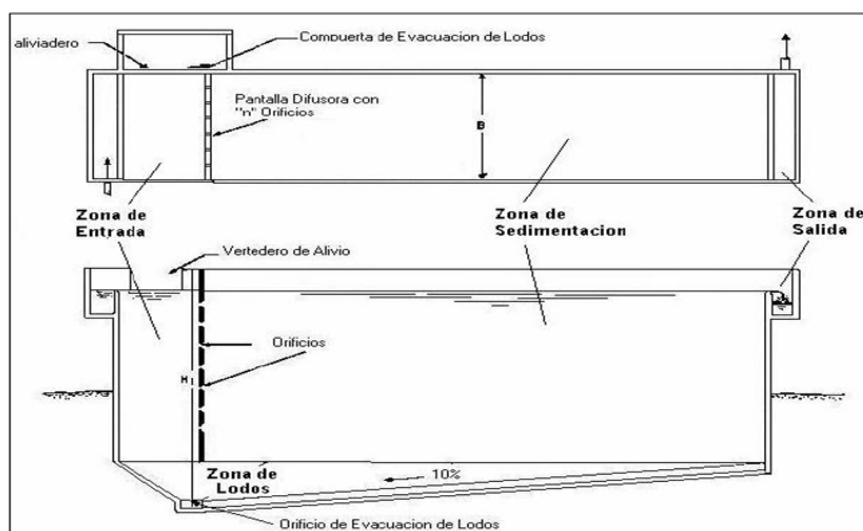 Compuerta de Evacuacion de Lodos
aliviadero
Pantalla Difusora con
"n" Orificios
B
Zona de
Entrada
Zona de
Sedimentacion
Zona de
Salida
Vertedero de Alivio
Orificios
H
Zona de
Lodos
10%
Orificio de Evacuacion de Lodos